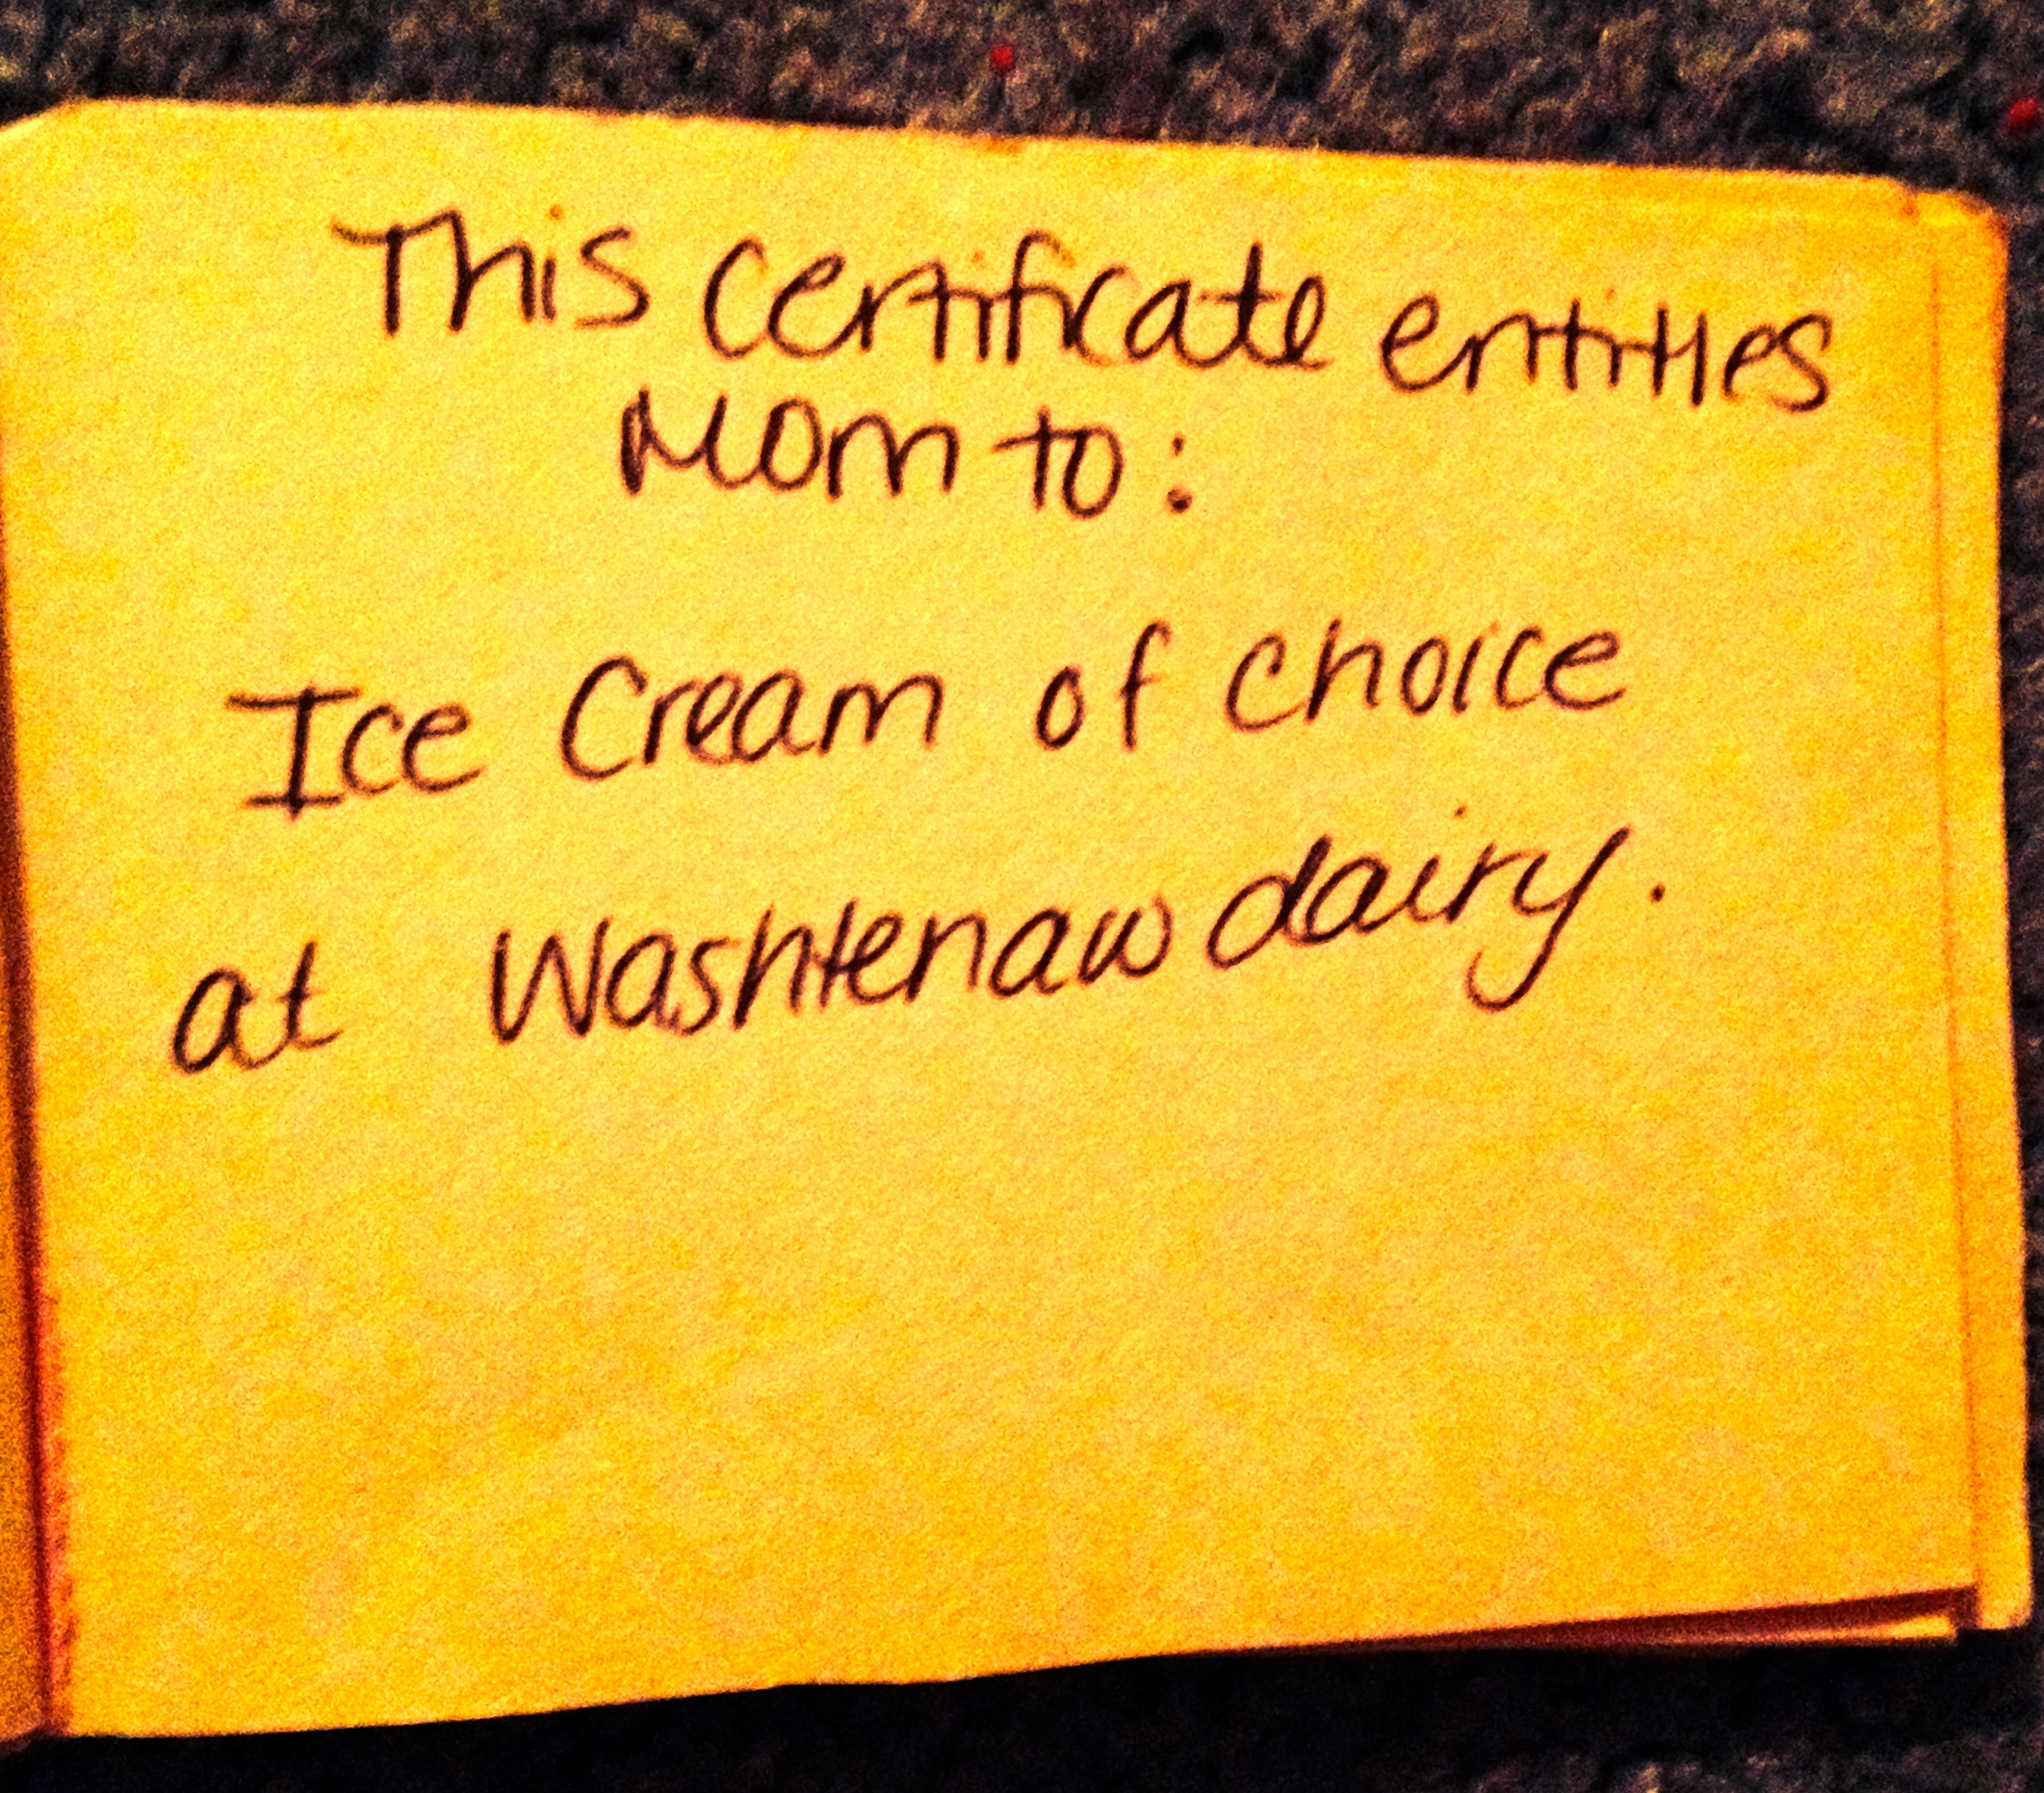 This certificate entitles
Mom to:
Ice Cream of choice
at Washtenaw dairy.